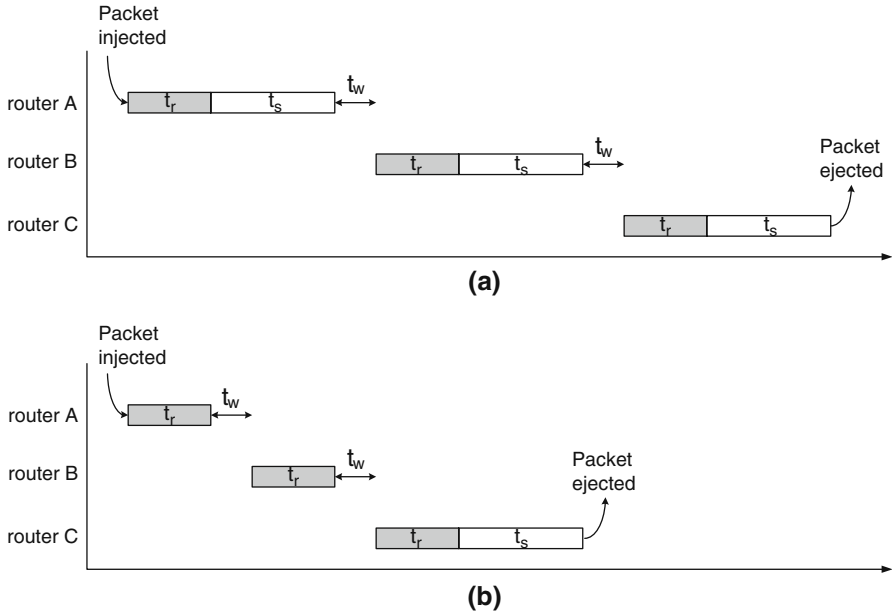 Packet
injected
t_w
router A
t_r
t_s
t_w
Packet
ejected
router B
t_r
t_s
router C
t_r
t_s
(a)
Packet
injected
t_w
router A
t_r
t_w
Packet
ejected
router B
t_r
router C
t_r
t_s
(b)